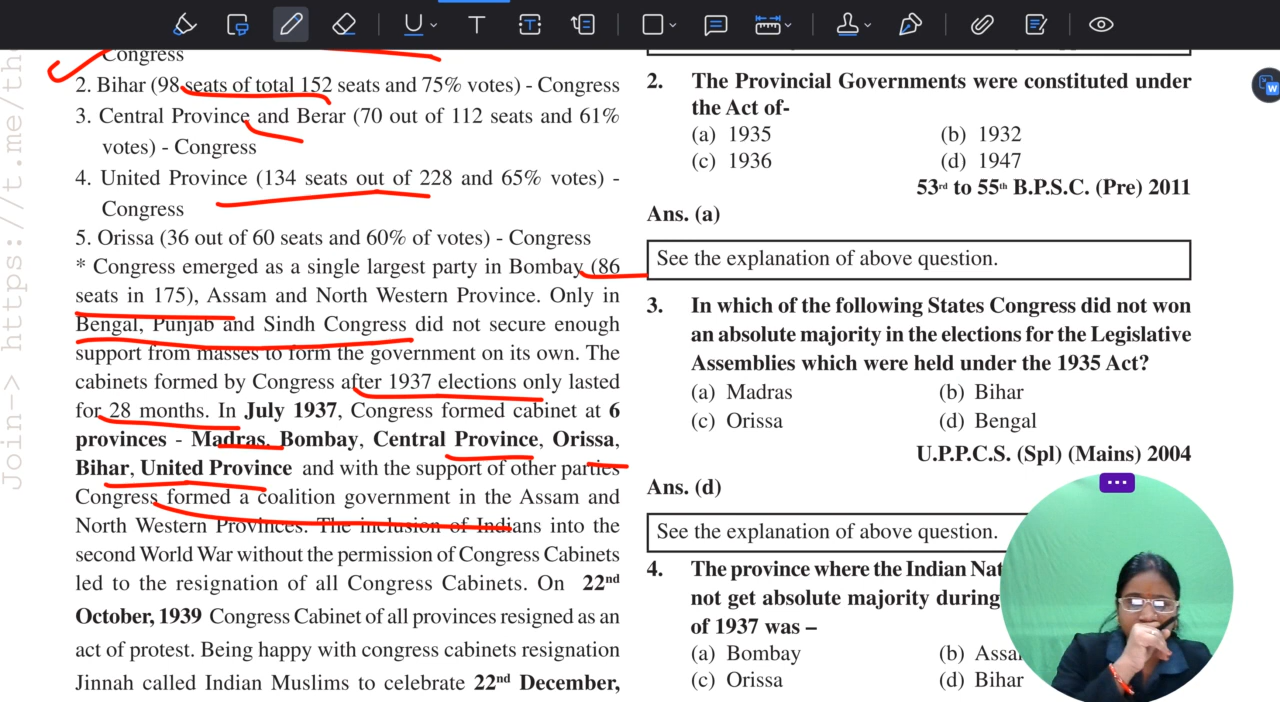 Join-> https://t.me/th
Congress
2. Bihar (98 seats of total 152 seats and 75% votes) - Congress
3. Central Province and Berar (70 out of 112 seats and 61%
votes) - Congress
4. United Province (134 seats out of 228 and 65% votes) -
Congress
5. Orissa (36 out of 60 seats and 60% of votes) - Congress
* Congress emerged as a single largest party in Bombay (86
seats in 175), Assam and North Western Province. Only in
Bengal, Punjab and Sindh Congress did not secure enough
support from masses to form the government on its own. The
cabinets formed by Congress after 1937 elections only lasted
for 28 months. In July 1937, Congress formed cabinet at 6
provinces - Madras, Bombay, Central Province, Orissa,
Bihar, United Province and with the support of other parties
Congress formed a coalition government in the Assam and
North Western Provinces. The inclusion of Indians into the
second World War without the permission of Congress Cabinets
led to the resignation of all Congress Cabinets. On 22nd
October, 1939 Congress Cabinet of all provinces resigned as an
act of protest. Being happy with congress cabinets resignation
Jinnah called Indian Muslims to celebrate 22nd December,
2. The Provincial Governments were constituted under
the Act of-
(a) 1935 (b) 1932
(c) 1936 (d) 1947
53rd to 55th B.P.S.C. (Pre) 2011
Ans. (a)
See the explanation of above question.
3. In which of the following States Congress did not won
an absolute majority in the elections for the Legislative
Assemblies which were held under the 1935 Act?
(a) Madras (b) Bihar
(c) Orissa (d) Bengal
U.P.P.C.S. (Spl) (Mains) 2004
Ans. (d)
See the explanation of above question.
4. The province where the Indian Nat
not get absolute majority during
of 1937 was –
(a) Bombay (b) Assa
(c) Orissa (d) Bihar